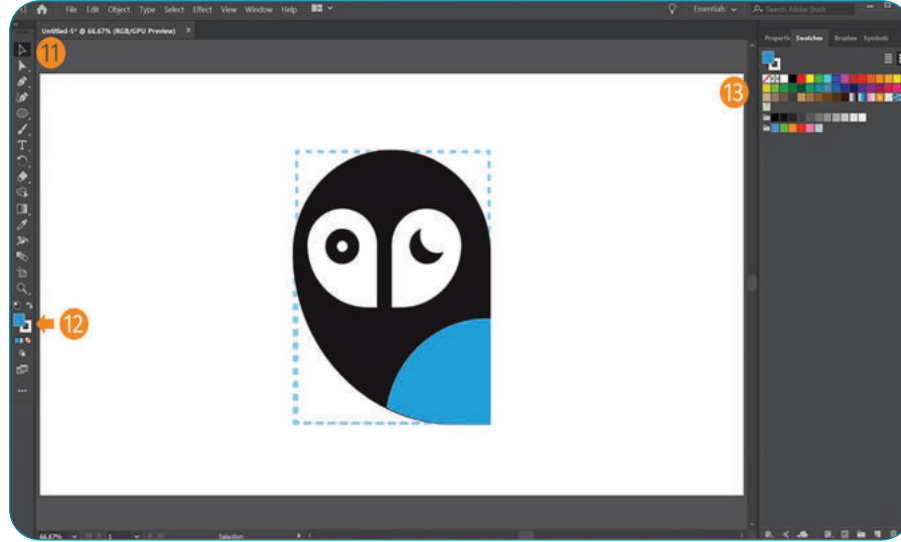 File Edit Object Type Select Effect View Window Help
Essentials
Search Adobe Stock
Untitled-5* @ 66.67% (RGB/GPU Preview) ×
Swatches Brushes Symbols
11
13
12
66.67% 1 Selection